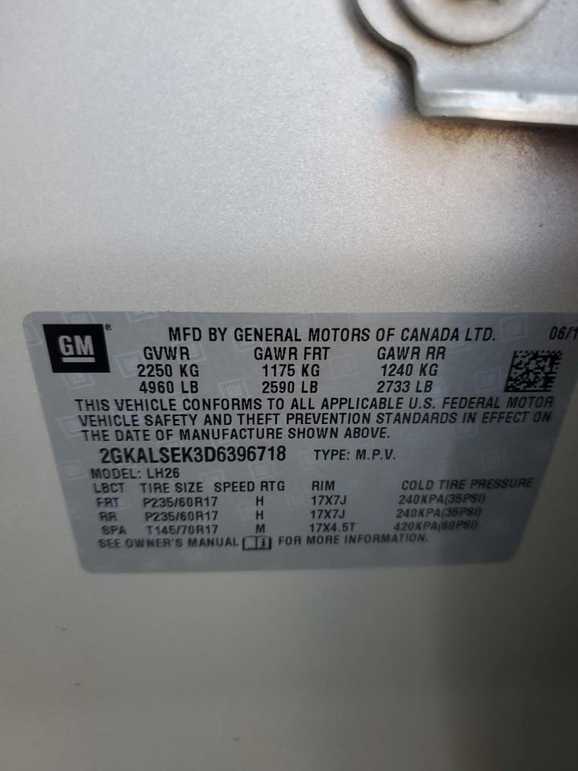 GM ®
MFD BY GENERAL MOTORS OF CANADA LTD. 06/1
GVWR GAWR FRT GAWR RR
2250 KG 1175 KG 1240 KG
4960 LB 2590 LB 2733 LB
THIS VEHICLE CONFORMS TO ALL APPLICABLE U.S. FEDERAL MOTOR
VEHICLE SAFETY AND THEFT PREVENTION STANDARDS IN EFFECT ON
THE DATE OF MANUFACTURE SHOWN ABOVE.
2GKALSEK3D6396718 TYPE: M.P.V.
MODEL: LH26
LBCT TIRE SIZE SPEED RTG RIM COLD TIRE PRESSURE
FRT P235/60R17 H 17X7J 240KPA(35PSI)
RR P235/60R17 H 17X7J 240KPA(35PSI)
SPA T145/70R17 M 17X4.5T 420KPA(60PSI)
SEE OWNER'S MANUAL FOR MORE INFORMATION.